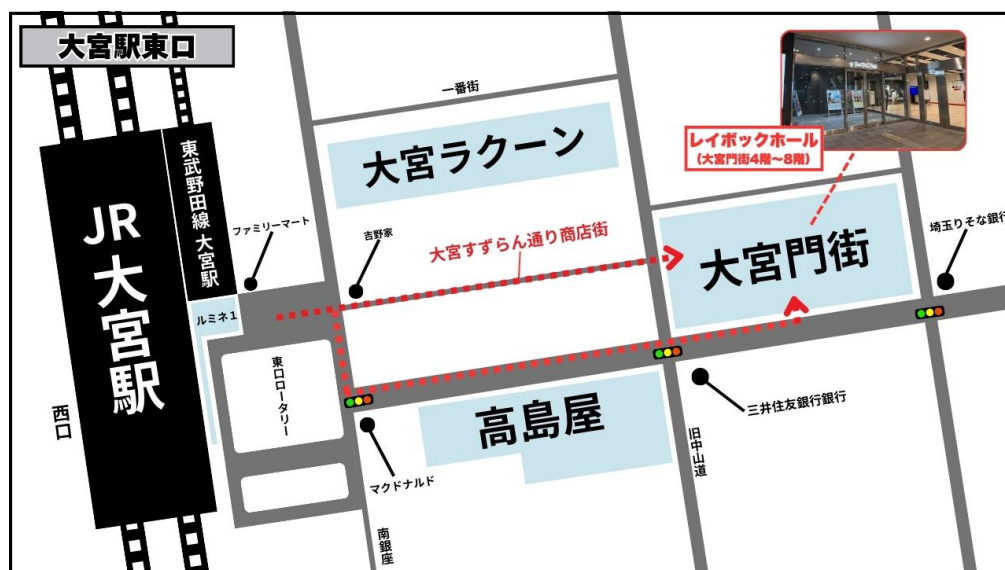 大宮駅東口
一番街
大宮ラクーン
レイボックホール
(大宮門街4階〜8階)
東武野田線 大宮駅
JR 大宮駅
ファミリーマート
吉野家
大宮すずらん通り商店街
大宮門街
埼玉りそな銀行
ルミネ1
東口ロータリー
西口
高島屋
三井住友銀行銀行
マクドナルド
旧中山道
南銀座